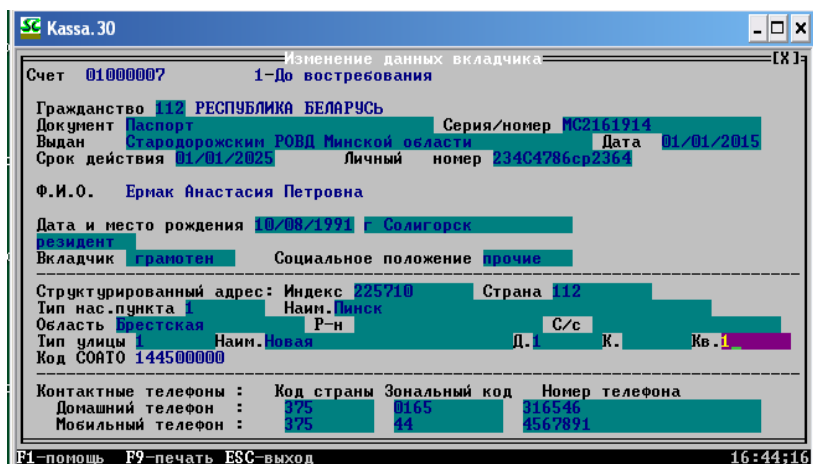 Kassa.30
Изменение данных вкладчика [X]
Счет 01000007 1-До востребования
Гражданство 112 РЕСПУБЛИКА БЕЛАРУСЬ
Документ Паспорт Серия/номер МС2161914
Выдан Стародорожским РОВД Минской области Дата 01/01/2015
Срок действия 01/01/2025 Личный номер 234С4786ср2364
Ф.И.О. Ермак Анастасия Петровна
Дата и место рождения 10/08/1991 г Солигорск
резидент
Вкладчик грамотен Социальное положение прочие
Структурированный адрес: Индекс 225710 Страна 112
Тип нас.пункта 1 Наим.Пинск
Область Брестская Р-н С/с
Тип улицы 1 Наим.Новая Д.1 К. Кв.1_
Код СОАТО 144500000
Контактные телефоны : Код страны Зональный код Номер телефона
Домашний телефон : 375 0165 316546
Мобильный телефон : 375 44 4567891
F1-помощь F9-печать ESC-выход 16:44;16